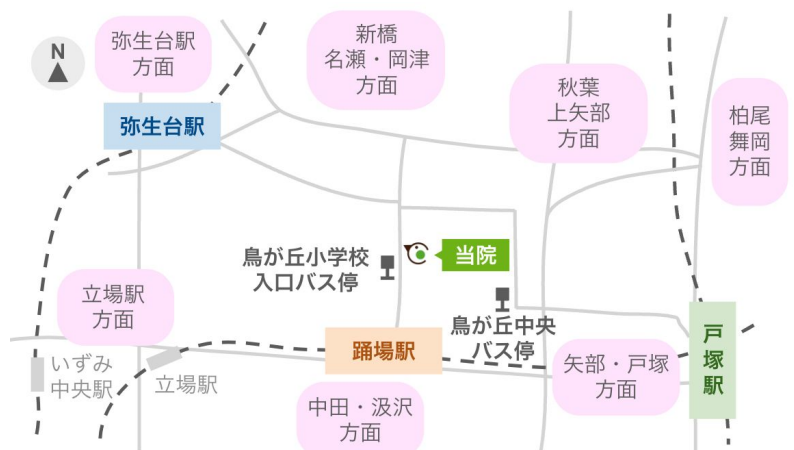 N
弥生台駅
方面
新橋
名瀬・岡津
方面
秋葉
上矢部
方面
柏尾
舞岡
方面
弥生台駅
鳥が丘小学校
入口バス停
当院
鳥が丘中央
バス停
立場駅
方面
いずみ
中央駅
立場駅
踊場駅
中田・汲沢
方面
矢部・戸塚
方面
戸塚駅